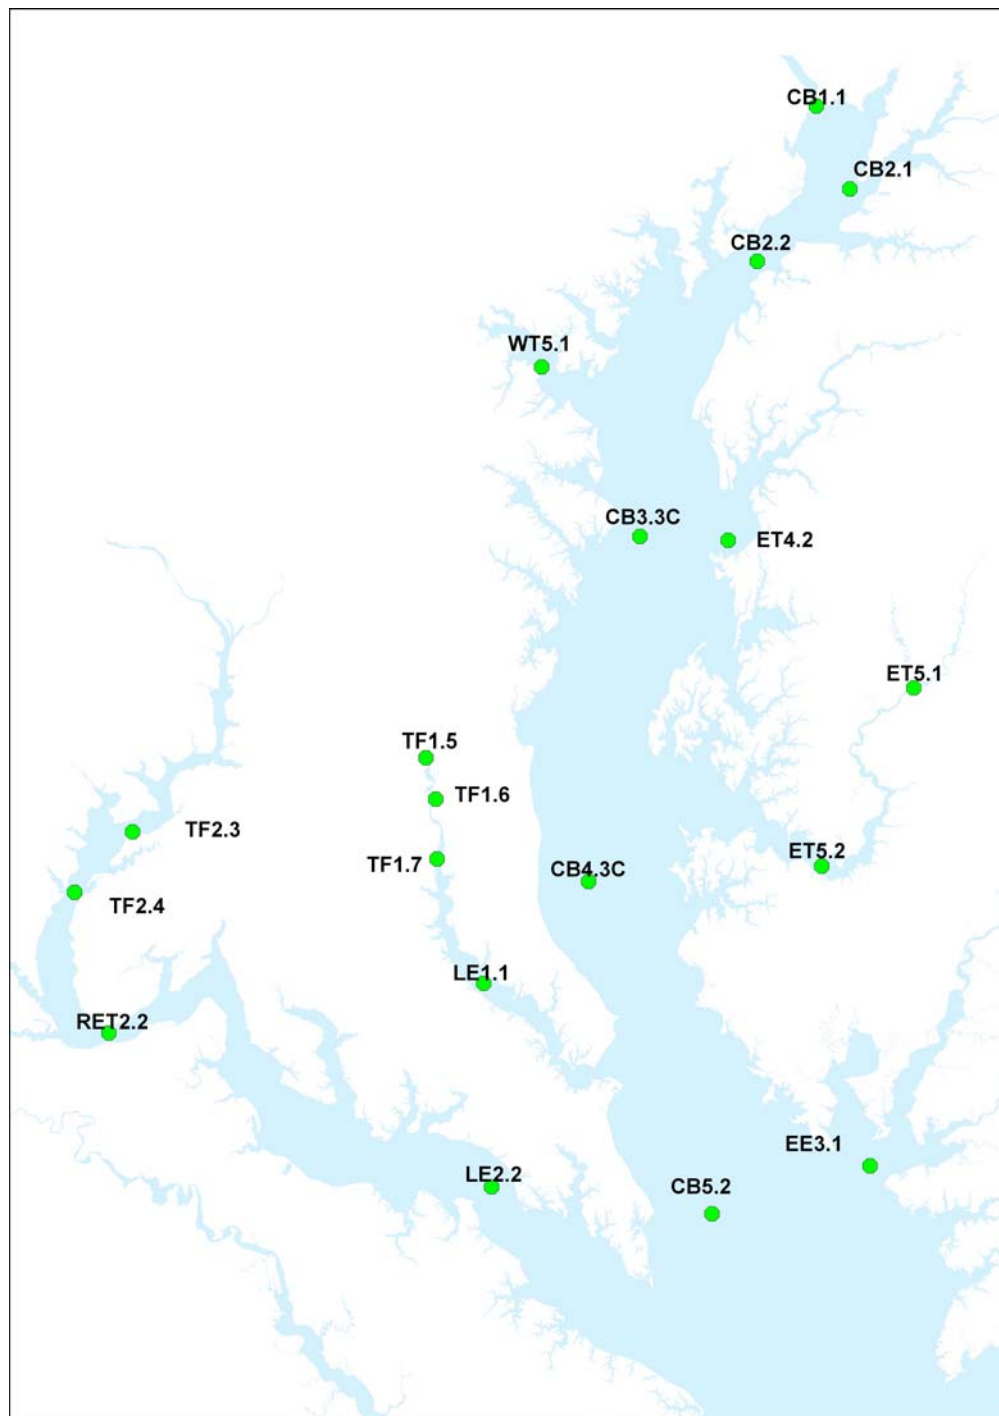 CB1.1
CB2.1
CB2.2
WT5.1
CB3.3C
ET4.2
ET5.1
TF1.5
TF1.6
TF2.3
ET5.2
TF1.7
CB4.3C
TF2.4
LE1.1
RET2.2
EE3.1
LE2.2
CB5.2